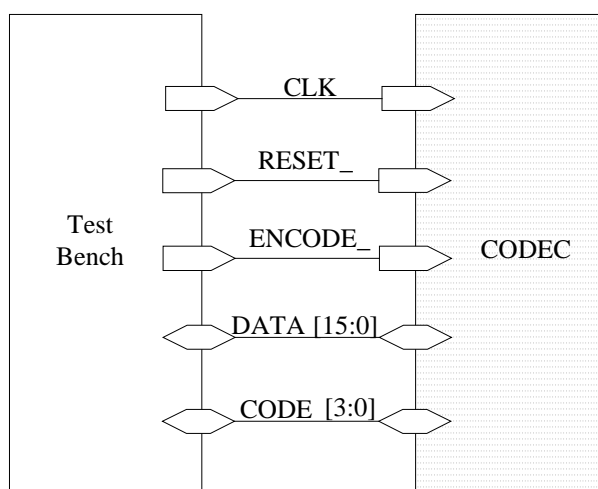 CLK
RESET_
Test
Bench
ENCODE_
CODEC
DATA [15:0]
CODE [3:0]